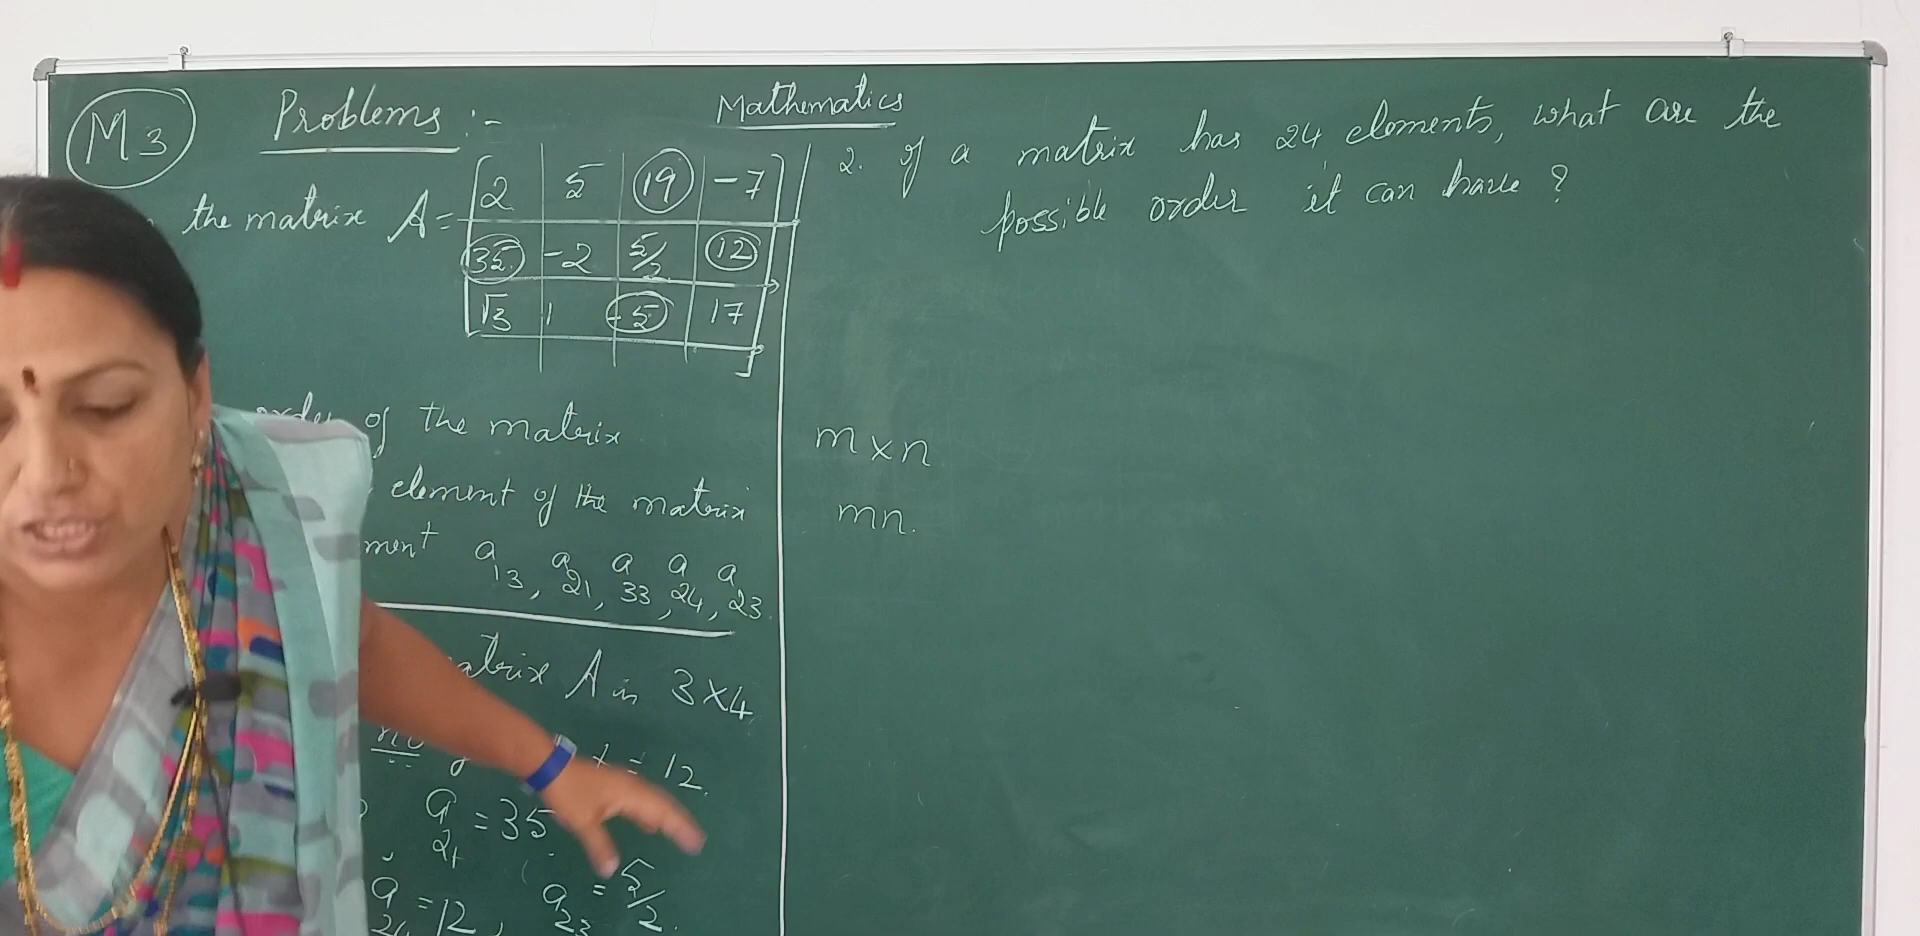 M3
Problems :-
Mathematics
the matrix A = [ 2 5 19 -7
35 -2 5/2 12
√3 1 -5 17 ]
order of the matrix
element of the matrix
ment a13, a21, a33, a24, a23.
atrix A is 3×4.
no = 12.
a21 = 35
a24 = 12, a23 = 5/2.
2. If a matrix has 24 elements, what are the
possible order it can have ?
m×n
mn.